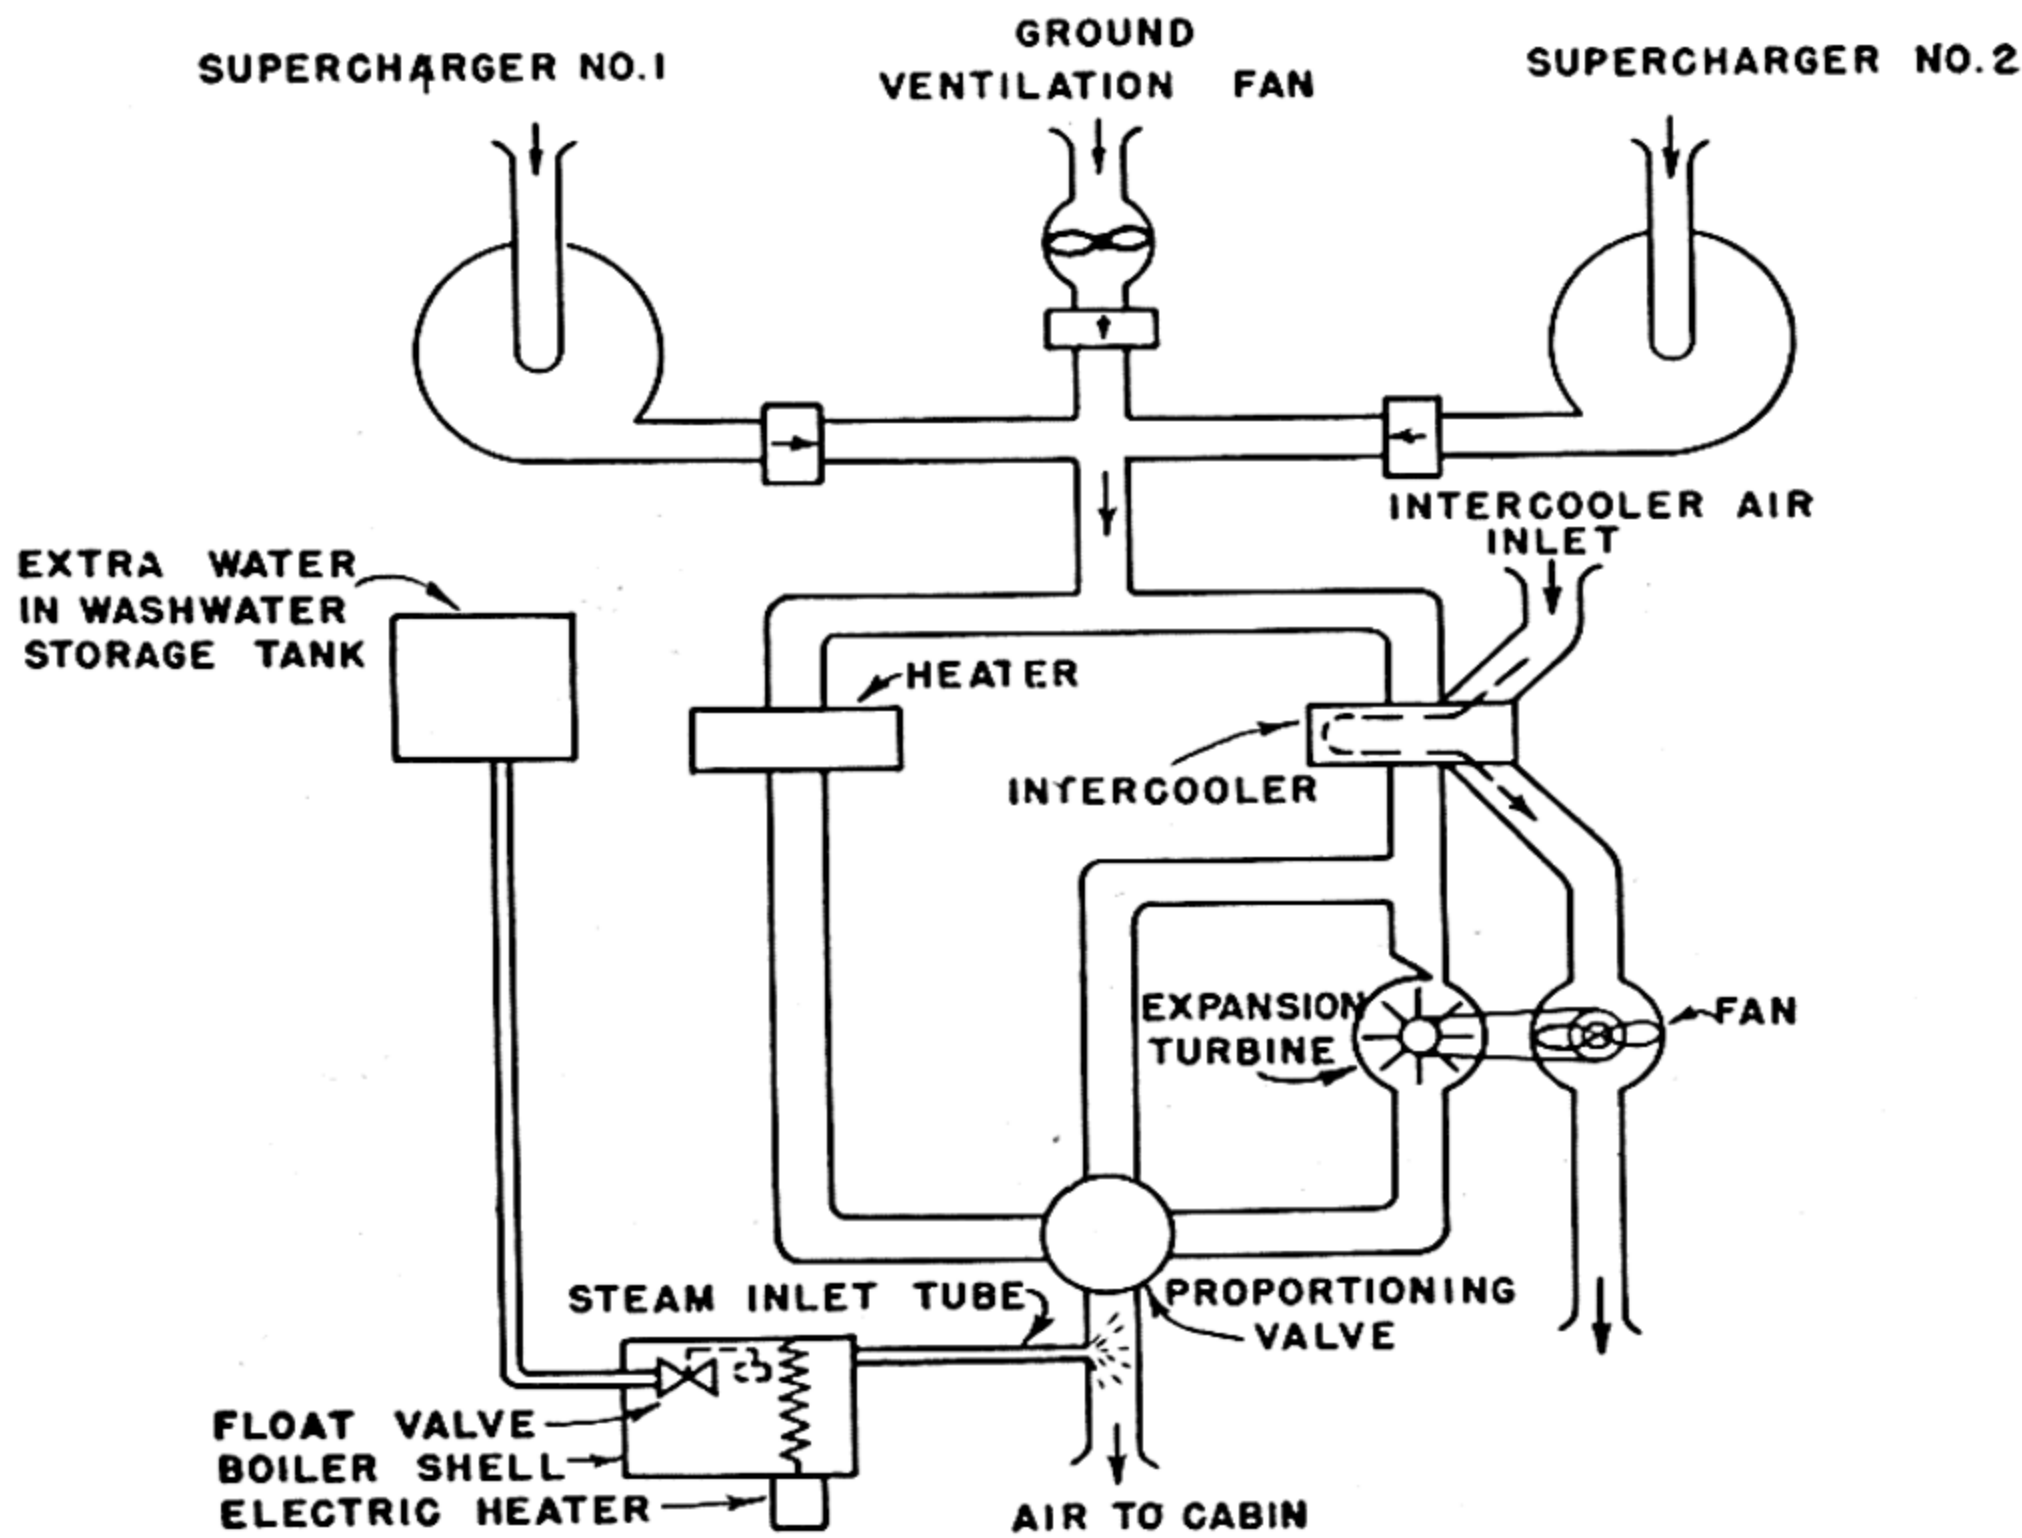 SUPERCHARGER NO.1
GROUND
VENTILATION FAN
SUPERCHARGER NO.2
INTERCOOLER AIR
INLET
EXTRA WATER
IN WASHWATER
STORAGE TANK
HEATER
INTERCOOLER
EXPANSION
TURBINE
FAN
STEAM INLET TUBE
PROPORTIONING
VALVE
FLOAT VALVE
BOILER SHELL
ELECTRIC HEATER
AIR TO CABIN